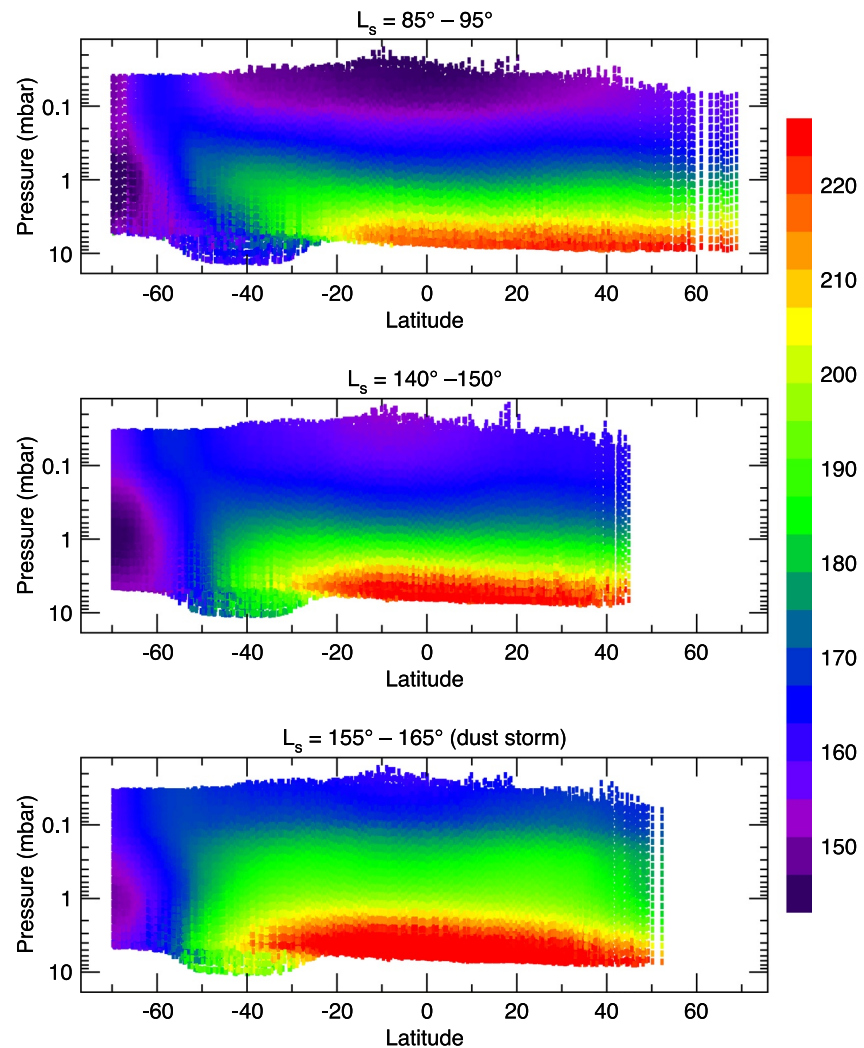 Lₛ = 85° – 95°
Pressure (mbar)
0.1
1
10
-60 -40 -20 0 20 40 60
Latitude
Lₛ = 140° –150°
Pressure (mbar)
0.1
1
10
-60 -40 -20 0 20 40 60
Latitude
Lₛ = 155° – 165° (dust storm)
Pressure (mbar)
0.1
1
10
-60 -40 -20 0 20 40 60
Latitude
220
210
200
190
180
170
160
150